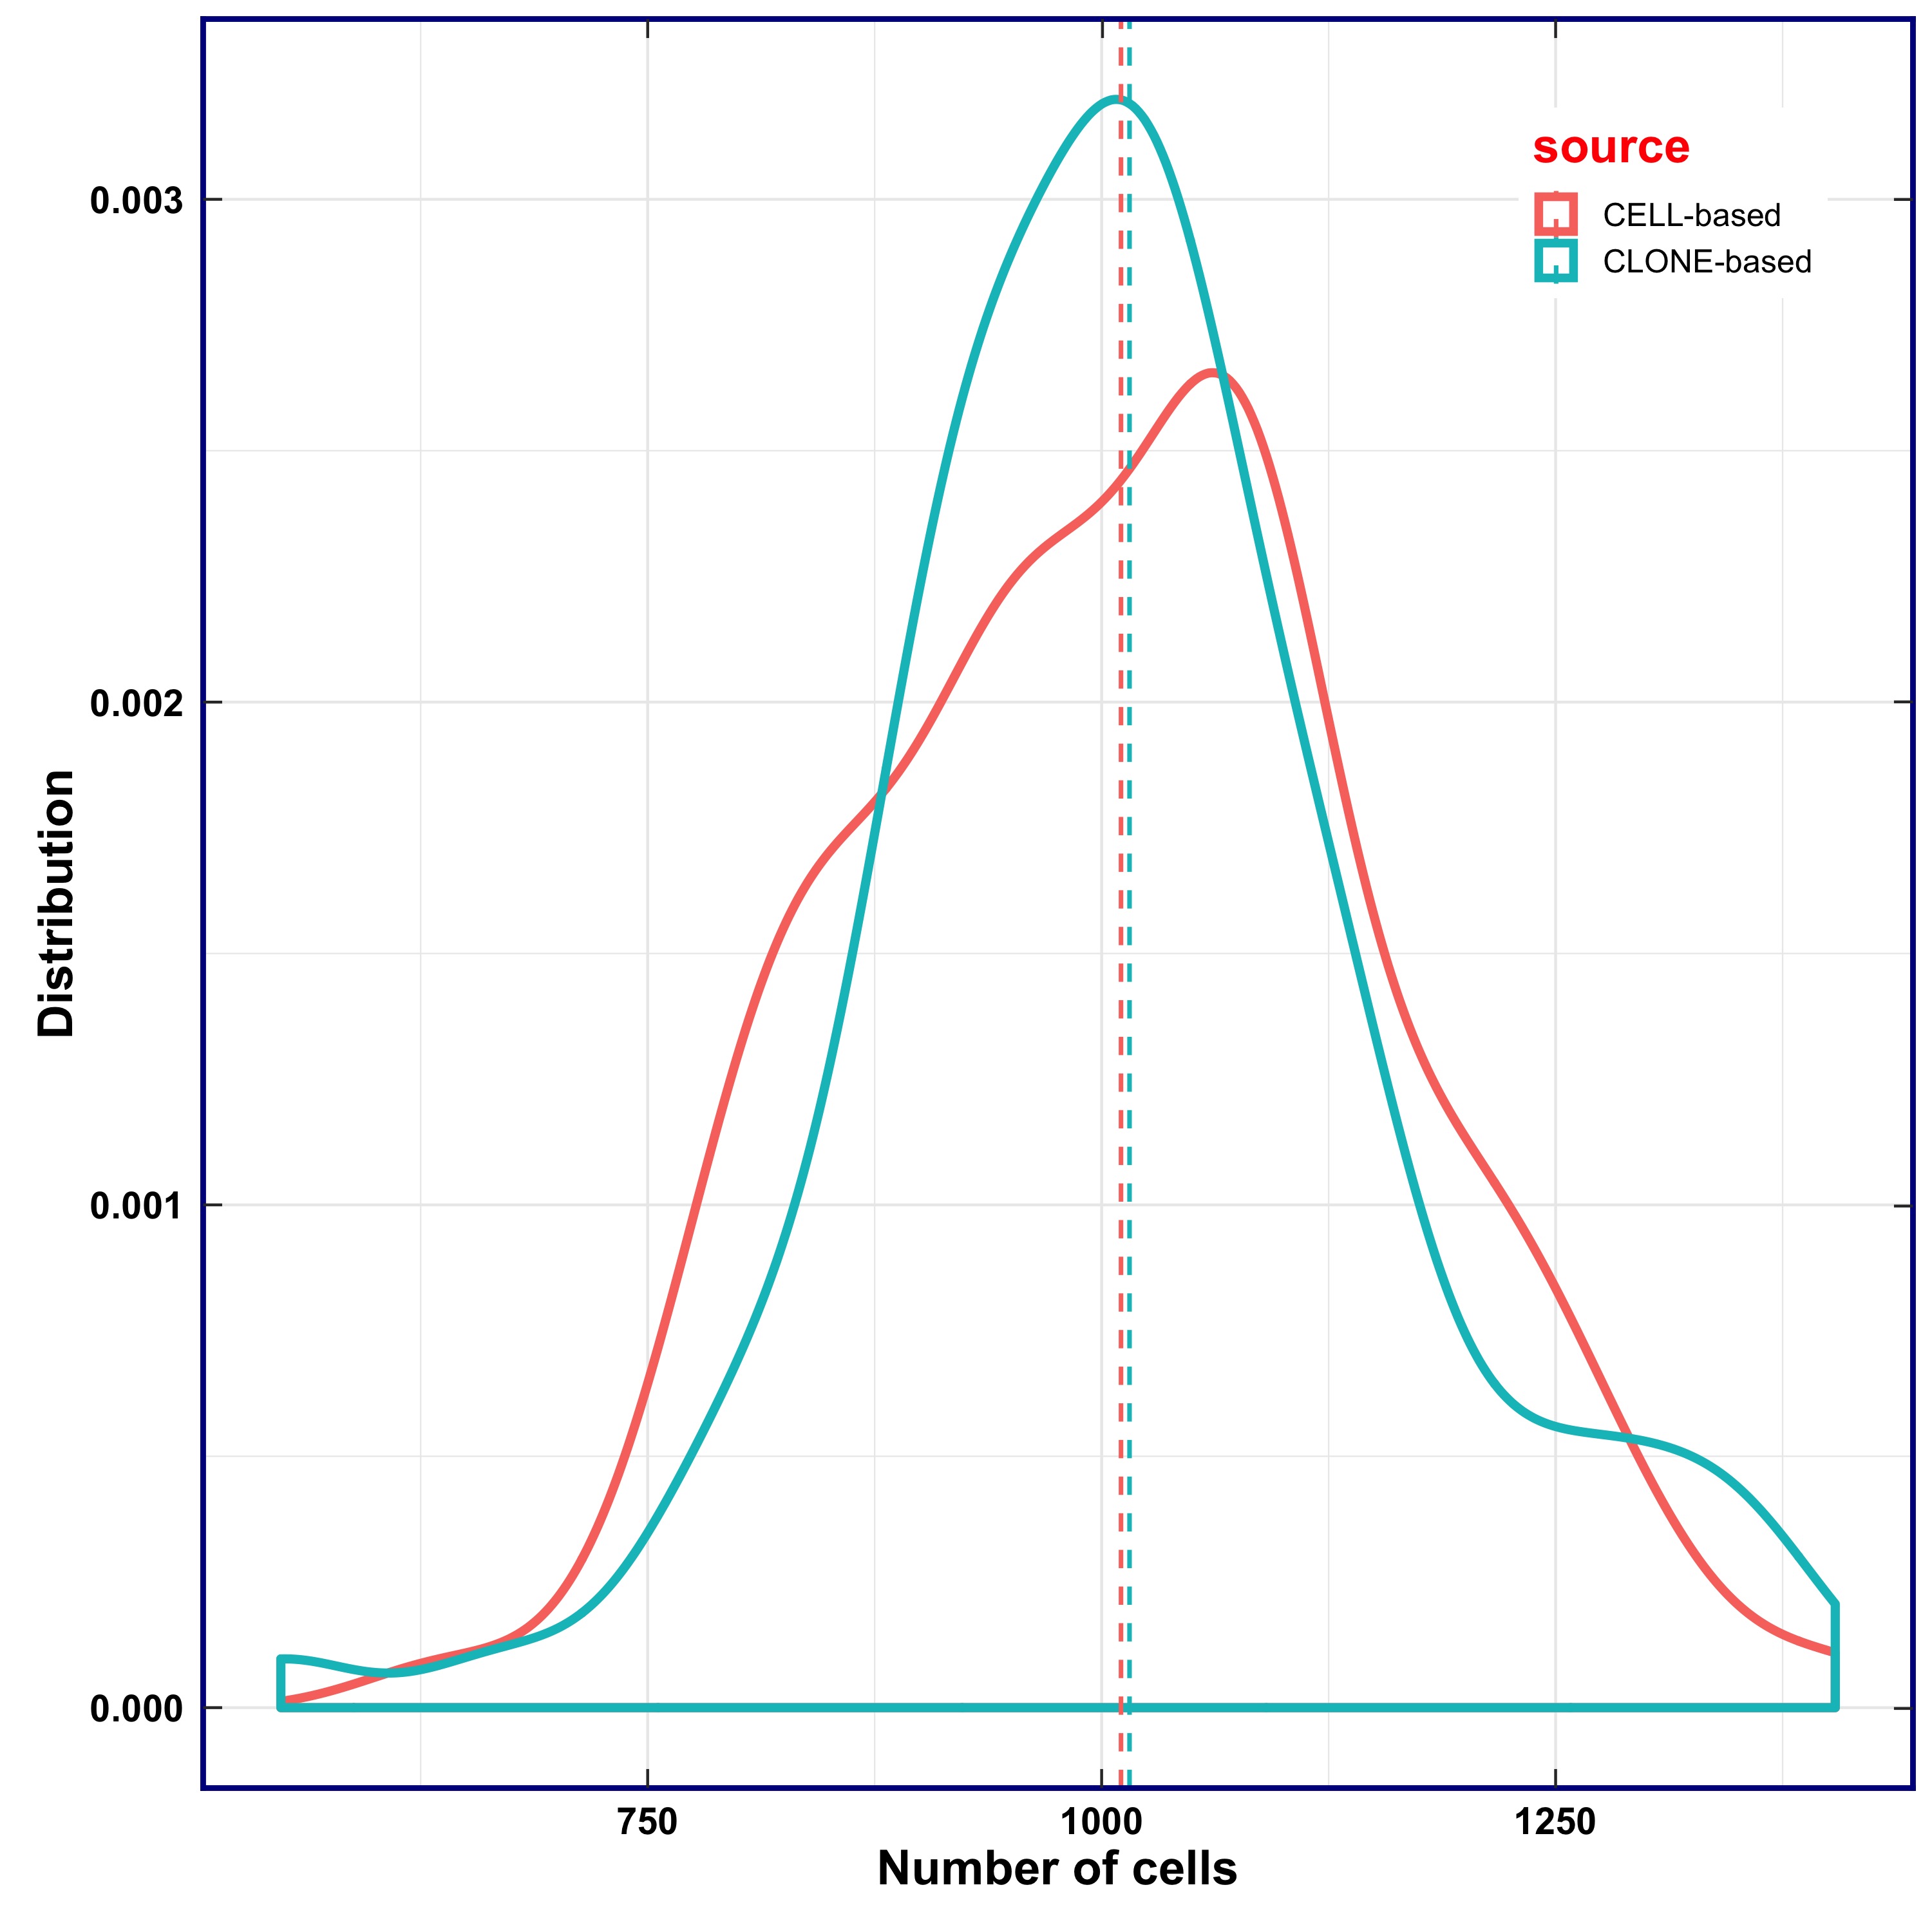 source
CELL-based
CLONE-based
0.003
0.002
0.001
0.000
Distribution
750 1000 1250
Number of cells